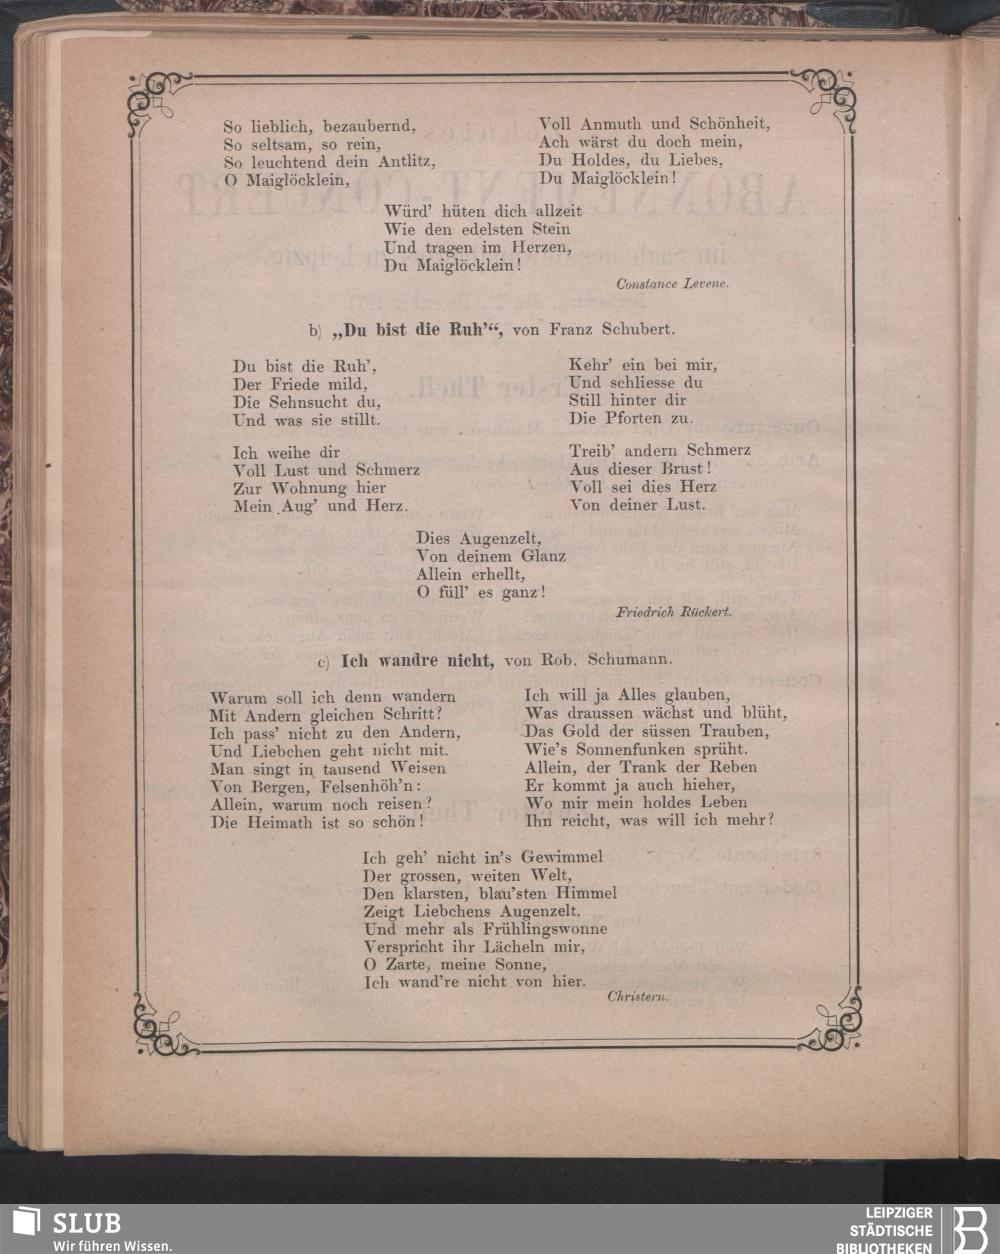 So lieblich, bezaubernd,
So seltsam, so rein,
So leuchtend dein Antlitz,
O Maiglöcklein,
Voll Anmuth und Schönheit,
Ach wärst du doch mein,
Du Holdes, du Liebes,
Du Maiglöcklein!
Würd' hüten dich allzeit
Wie den edelsten Stein
Und tragen im Herzen,
Du Maiglöcklein!
Constance Levene.
b) „Du bist die Ruh'“, von Franz Schubert.
Du bist die Ruh',
Der Friede mild,
Die Sehnsucht du,
Und was sie stillt.
Ich weihe dir
Voll Lust und Schmerz
Zur Wohnung hier
Mein Aug' und Herz.
Kehr' ein bei mir,
Und schliesse du
Still hinter dir
Die Pforten zu.
Treib' andern Schmerz
Aus dieser Brust!
Voll sei dies Herz
Von deiner Lust.
Dies Augenzelt,
Von deinem Glanz
Allein erhellt,
O füll' es ganz!
Friedrich Rückert.
c) Ich wandre nicht, von Rob. Schumann.
Warum soll ich denn wandern
Mit Andern gleichen Schritt?
Ich pass' nicht zu den Andern,
Und Liebchen geht nicht mit.
Man singt in tausend Weisen
Von Bergen, Felsenhöh'n:
Allein, warum noch reisen?
Die Heimath ist so schön!
Ich will ja Alles glauben,
Was draussen wächst und blüht,
Das Gold der süssen Trauben,
Wie's Sonnenfunken sprüht.
Allein, der Trank der Reben
Er kommt ja auch hieher,
Wo mir mein holdes Leben
Ihn reicht, was will ich mehr?
Ich geh' nicht in's Gewimmel
Der grossen, weiten Welt,
Den klarsten, blau'sten Himmel
Zeigt Liebchens Augenzelt.
Und mehr als Frühlingswonne
Verspricht ihr Lächeln mir,
O Zarte, meine Sonne,
Ich wand're nicht von hier.
Christern.
SLUB
Wir führen Wissen.
LEIPZIGER
STÄDTISCHE
BIBLIOTHEKEN